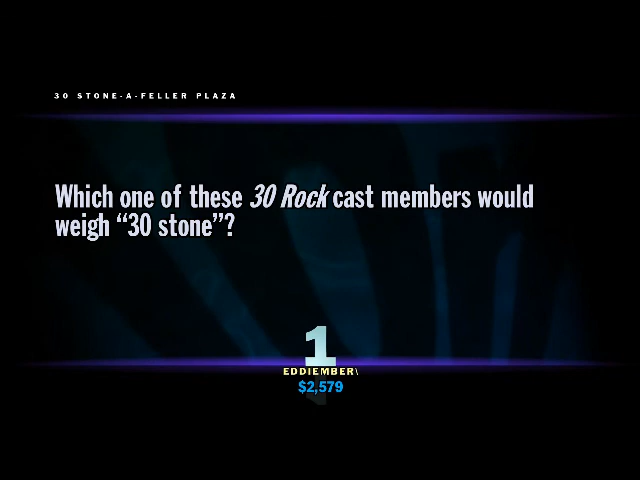 30 STONE-A-FELLER PLAZA
Which one of these 30 Rock cast members would
weigh “30 stone”?
1
EDDIEMBER\
$2,579